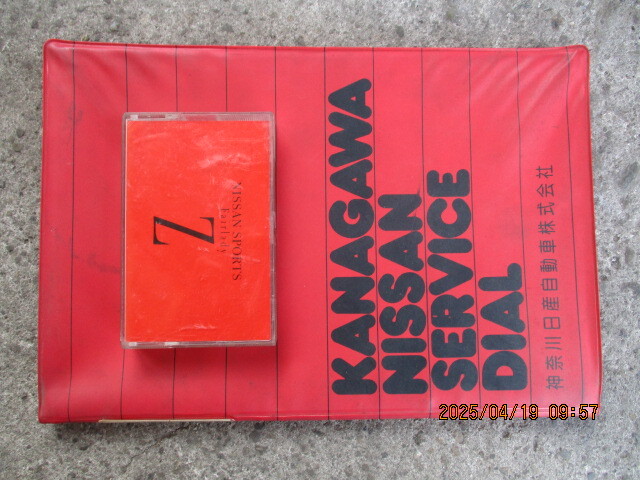 KANAGAWA
NISSAN
SERVICE
DIAL
神奈川日産自動車株式会社
NISSAN SPORTS
Fairlady
Z
2025/04/19 09:57